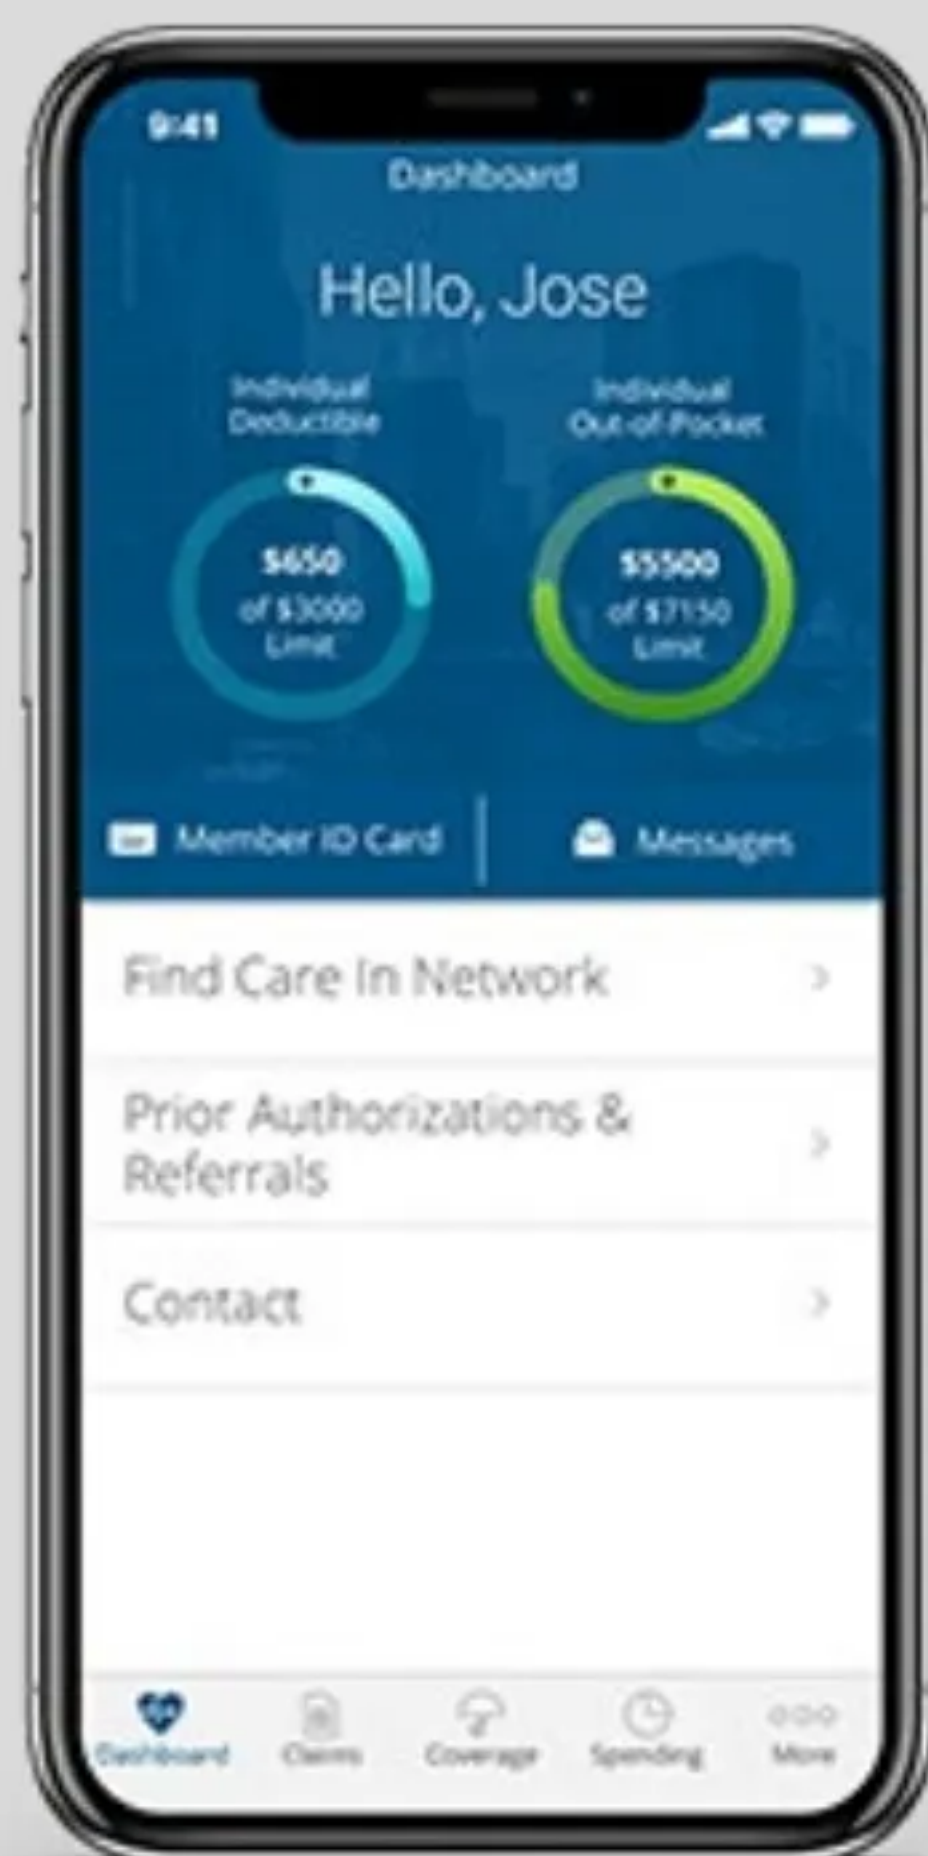 9:41
Dashboard
Hello, Jose
Individual
Deductible
Individual
Out-of-Pocket
$650
of $3000
Limit
$5500
of $7150
Limit
Member ID Card
Messages
Find Care In Network
Prior Authorizations &
Referrals
Contact
Dashboard
Claims
Coverage
Spending
More